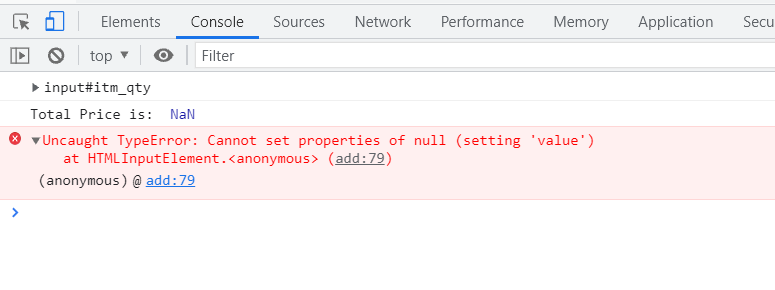 Elements Console Sources Network Performance Memory Application Secu
top ▼ Filter
▶ input#itm_qty
Total Price is: NaN
▼Uncaught TypeError: Cannot set properties of null (setting 'value')
at HTMLInputElement.<anonymous> (add:79)
(anonymous) @ add:79
>